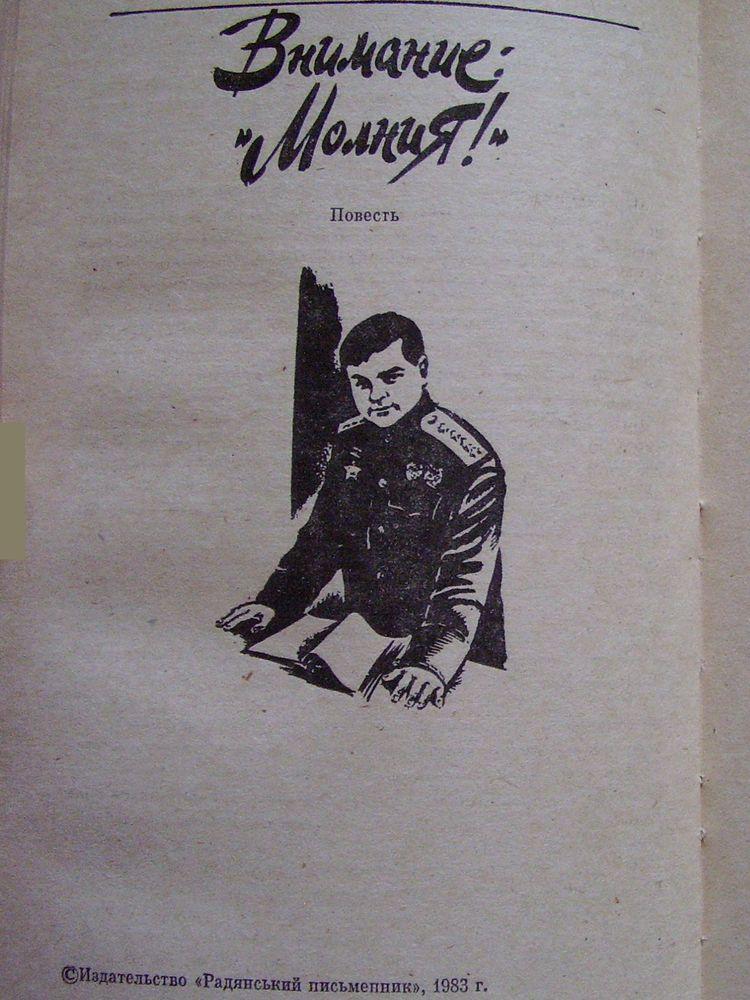 Внимание:
"Молния!"
Повесть
©Издательство «Радянський письменник», 1983 г.